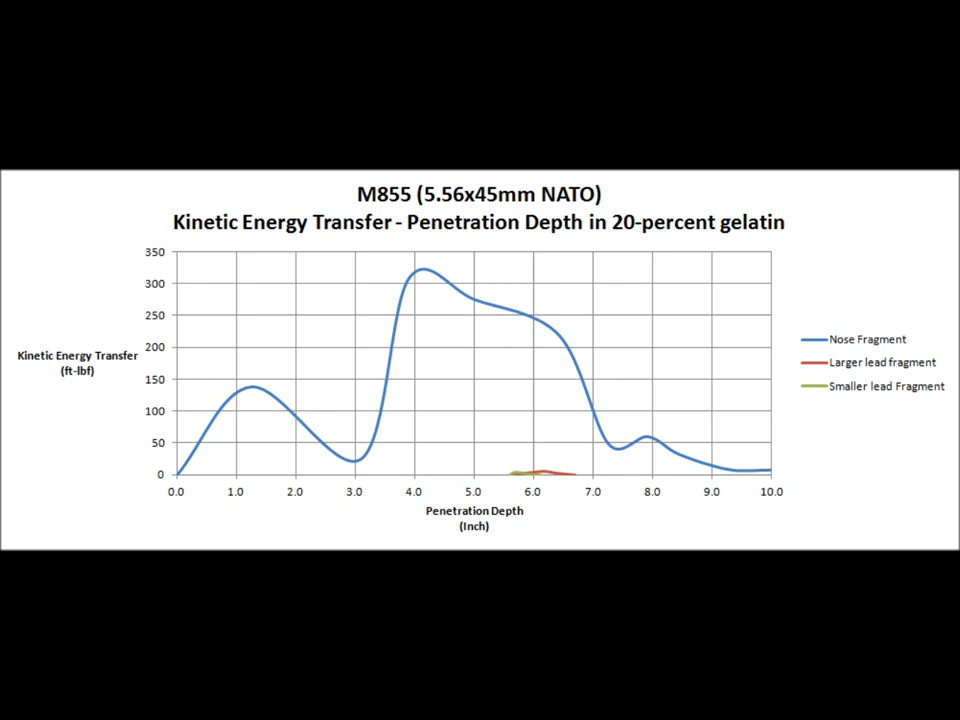 M855 (5.56x45mm NATO)
Kinetic Energy Transfer - Penetration Depth in 20-percent gelatin
350
300
250
200
150
100
50
0
Kinetic Energy Transfer
(ft-lbf)
0.0 1.0 2.0 3.0 4.0 5.0 6.0 7.0 8.0 9.0 10.0
Penetration Depth
(Inch)
Nose Fragment
Larger lead fragment
Smaller lead Fragment